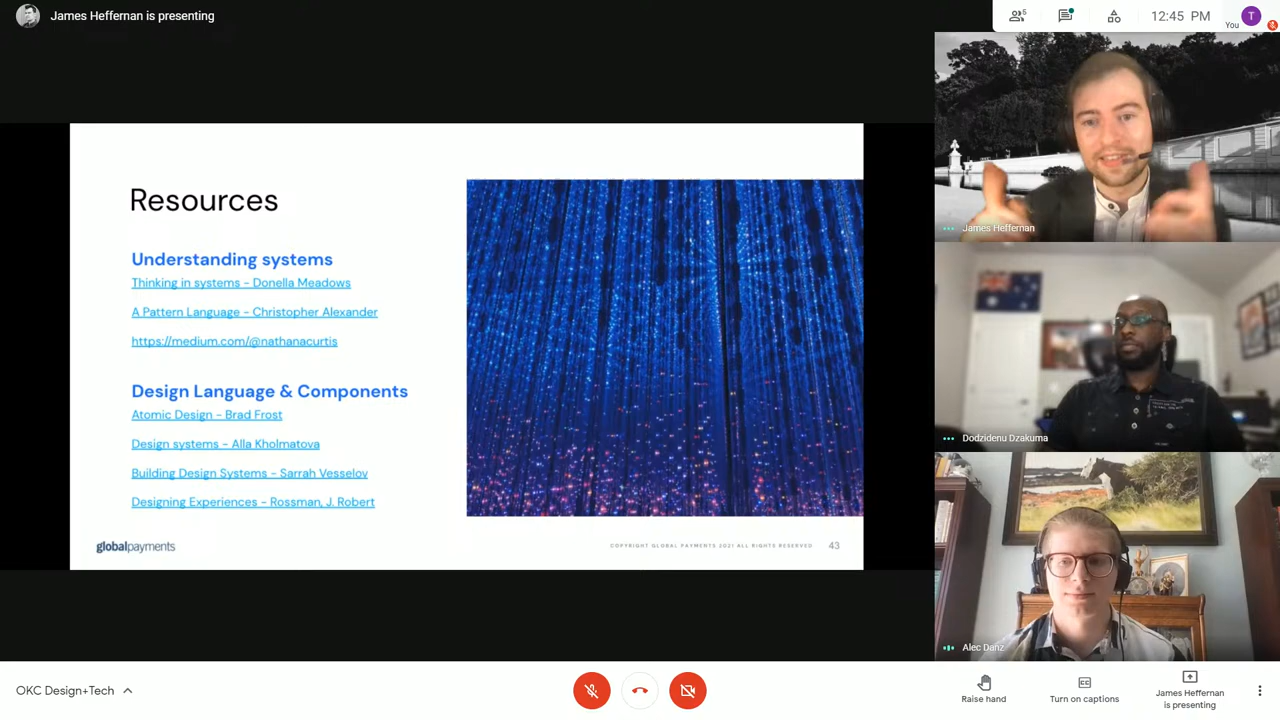 James Heffernan is presenting
5
12:45 PM
You
T
Resources
Understanding systems
Thinking in systems - Donella Meadows
A Pattern Language - Christopher Alexander
https://medium.com/@nathanacurtis
Design Language & Components
Atomic Design - Brad Frost
Design systems - Alla Kholmatova
Building Design Systems - Sarrah Vesselov
Designing Experiences - Rossman, J. Robert
globalpayments
COPYRIGHT GLOBAL PAYMENTS 2021 ALL RIGHTS RESERVED
43
James Heffernan
Dodzidenu Dzakuma
Alec Danz
OKC Design+Tech
Raise hand
CC
Turn on captions
James Heffernan
is presenting